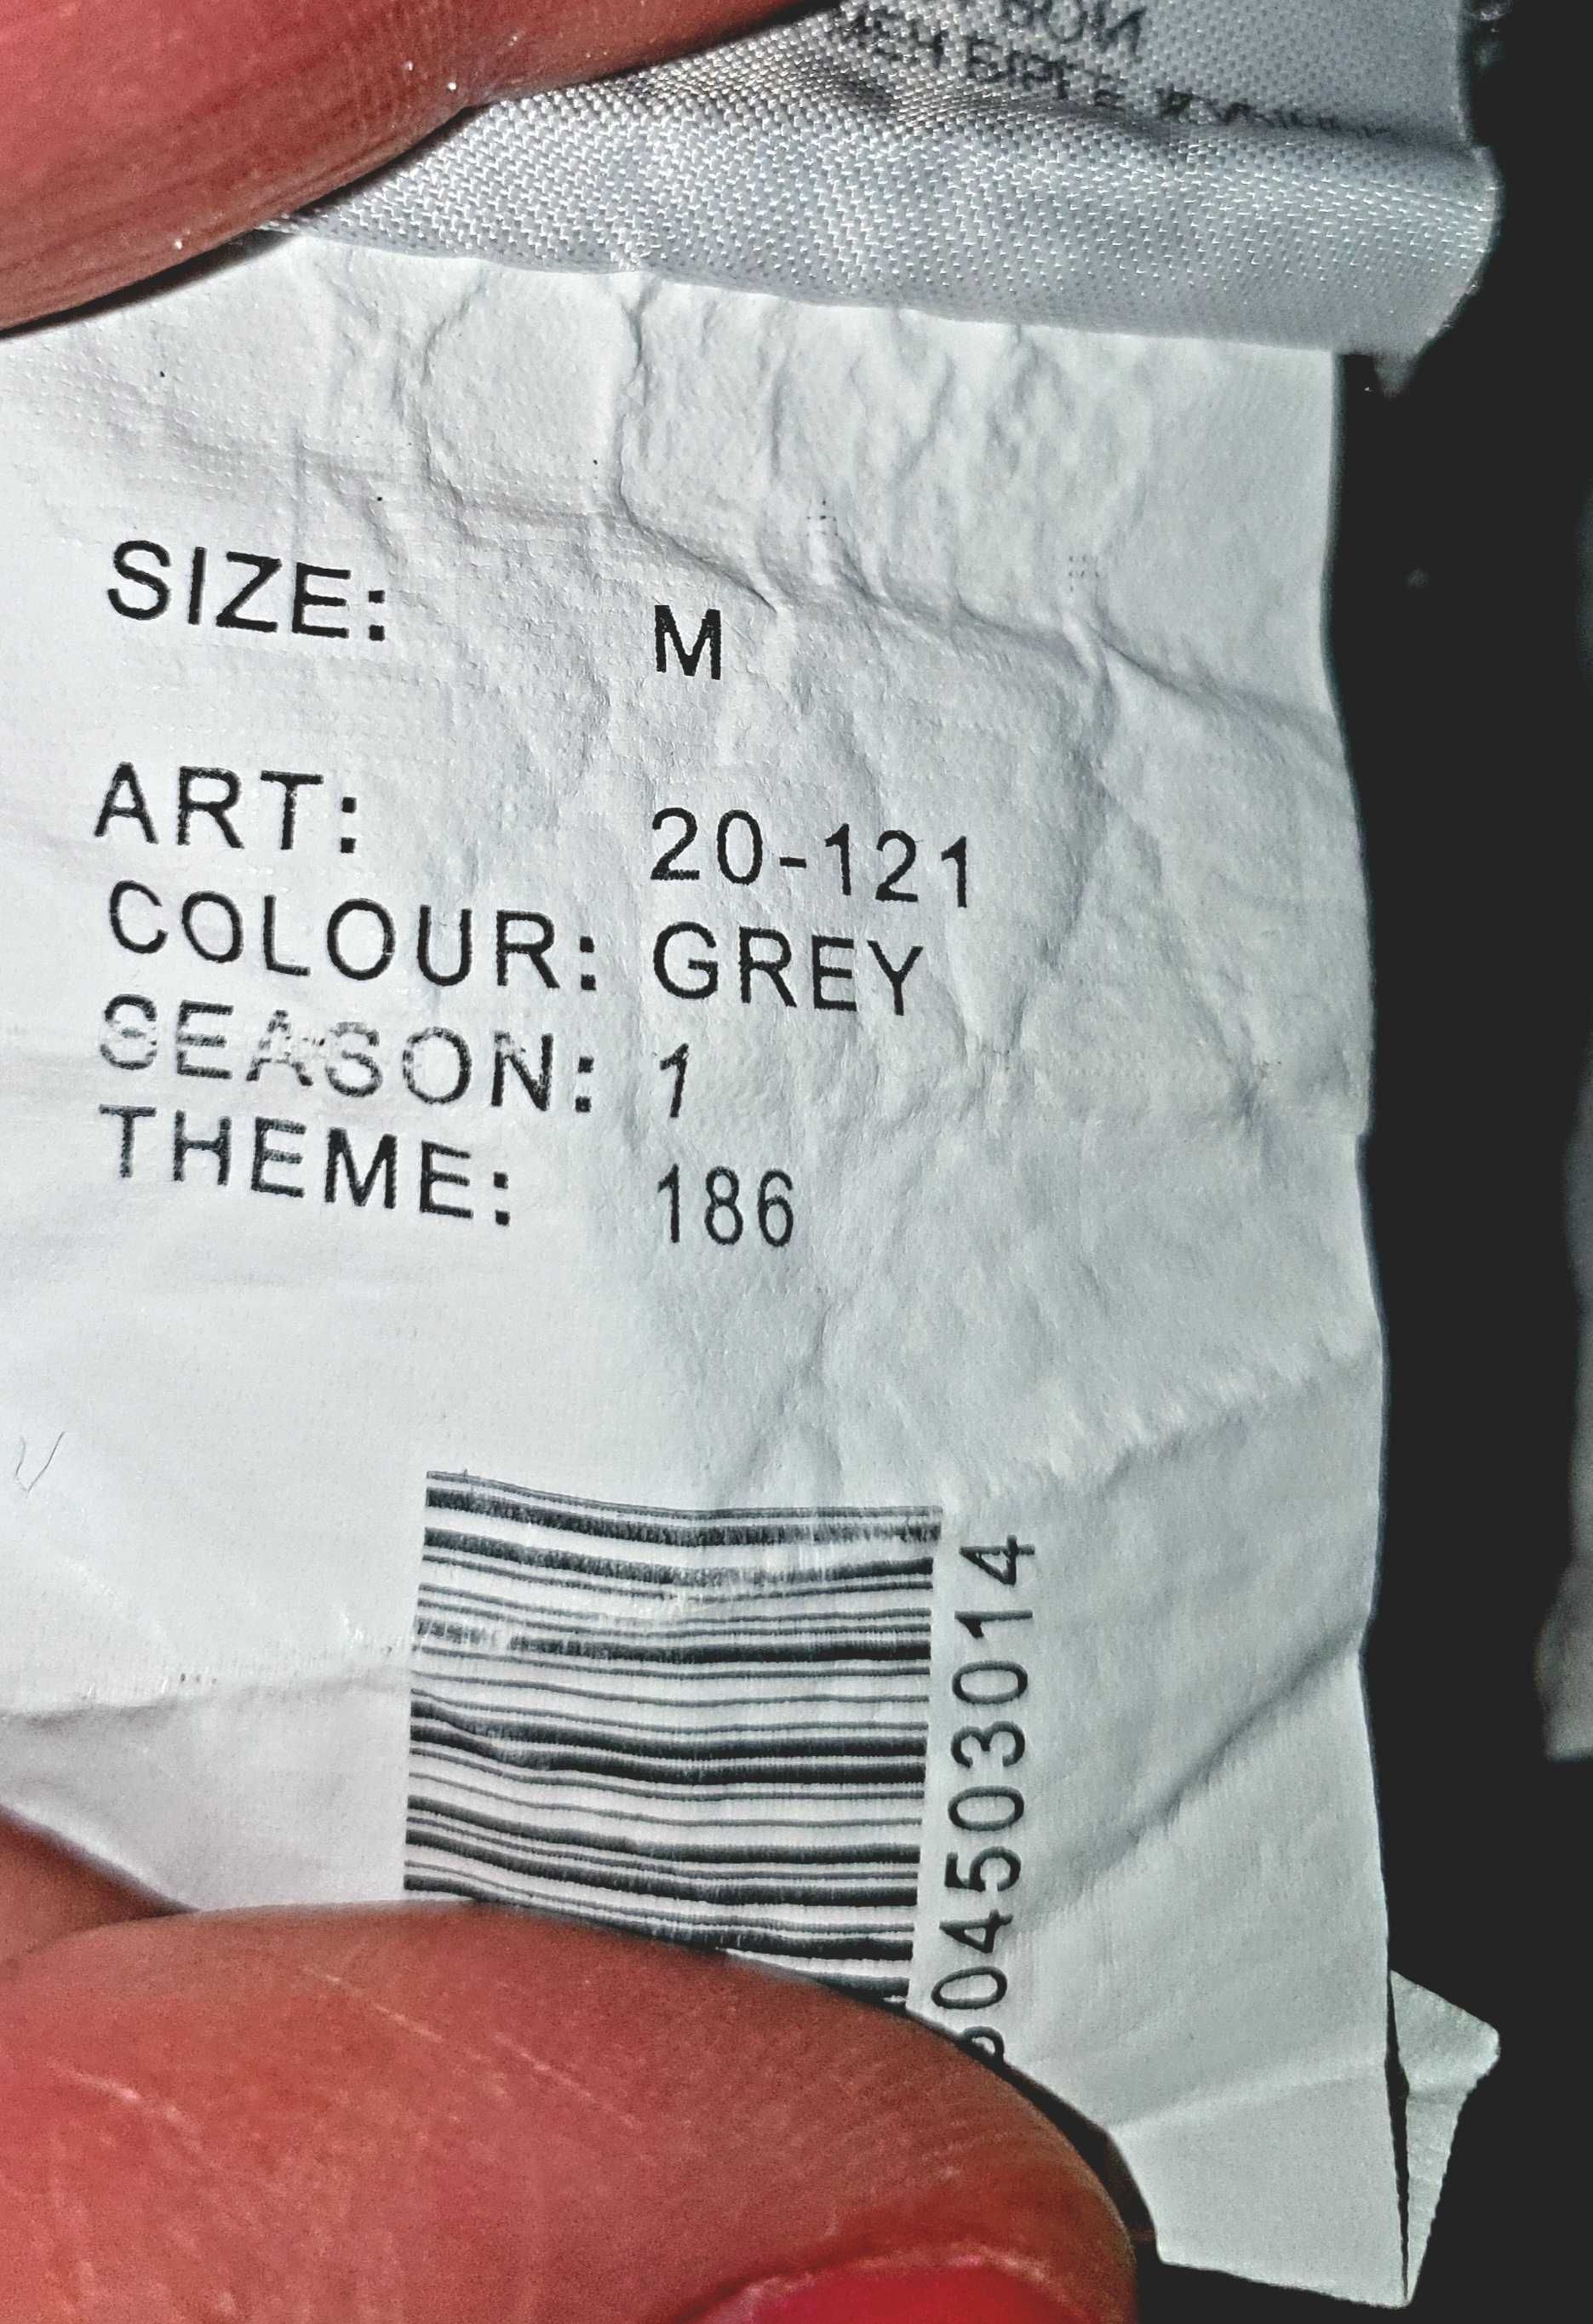 SIZE: M
ART: 20-121
COLOUR: GREY
SEASON: 1
THEME: 186
04503014